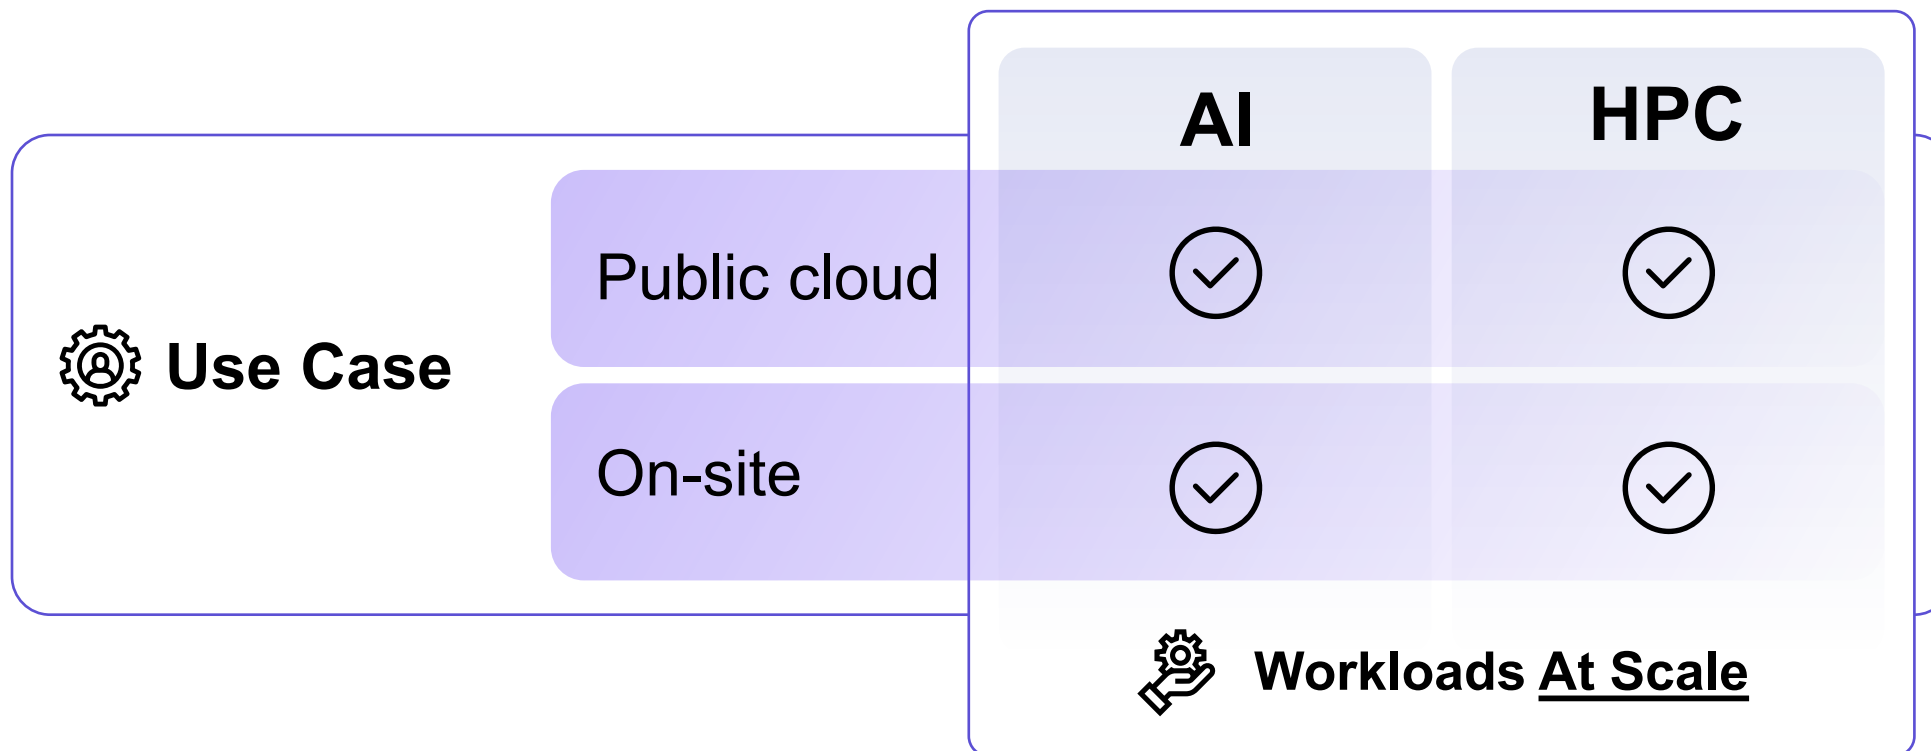 AI
HPC
Public cloud
Use Case
On-site
Workloads At Scale